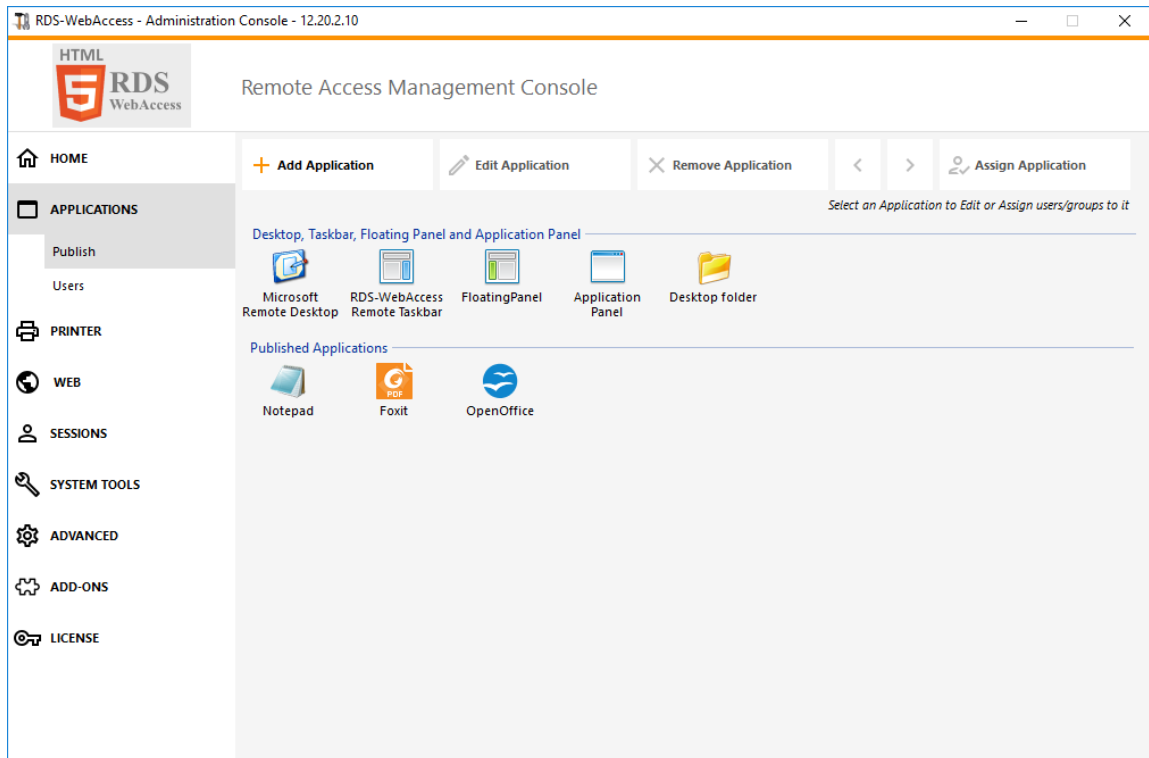 RDS-WebAccess - Administration Console - 12.20.2.10
HTML
5 RDS
WebAccess
Remote Access Management Console
HOME
APPLICATIONS
Publish
Users
PRINTER
WEB
SESSIONS
SYSTEM TOOLS
ADVANCED
ADD-ONS
LICENSE
Add Application
Edit Application
Remove Application
Assign Application
Select an Application to Edit or Assign users/groups to it
Desktop, Taskbar, Floating Panel and Application Panel
Microsoft
Remote Desktop
RDS-WebAccess
Remote Taskbar
FloatingPanel
Application
Panel
Desktop folder
Published Applications
Notepad
PDF
Foxit
OpenOffice